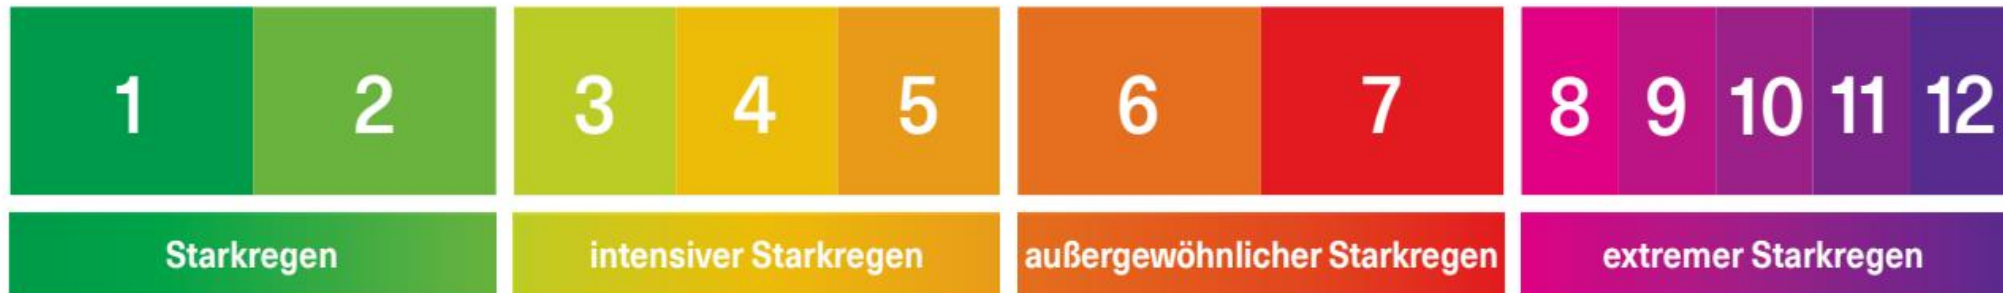 1 2 3 4 5 6 7 8 9 10 11 12
Starkregen intensiver Starkregen außergewöhnlicher Starkregen extremer Starkregen